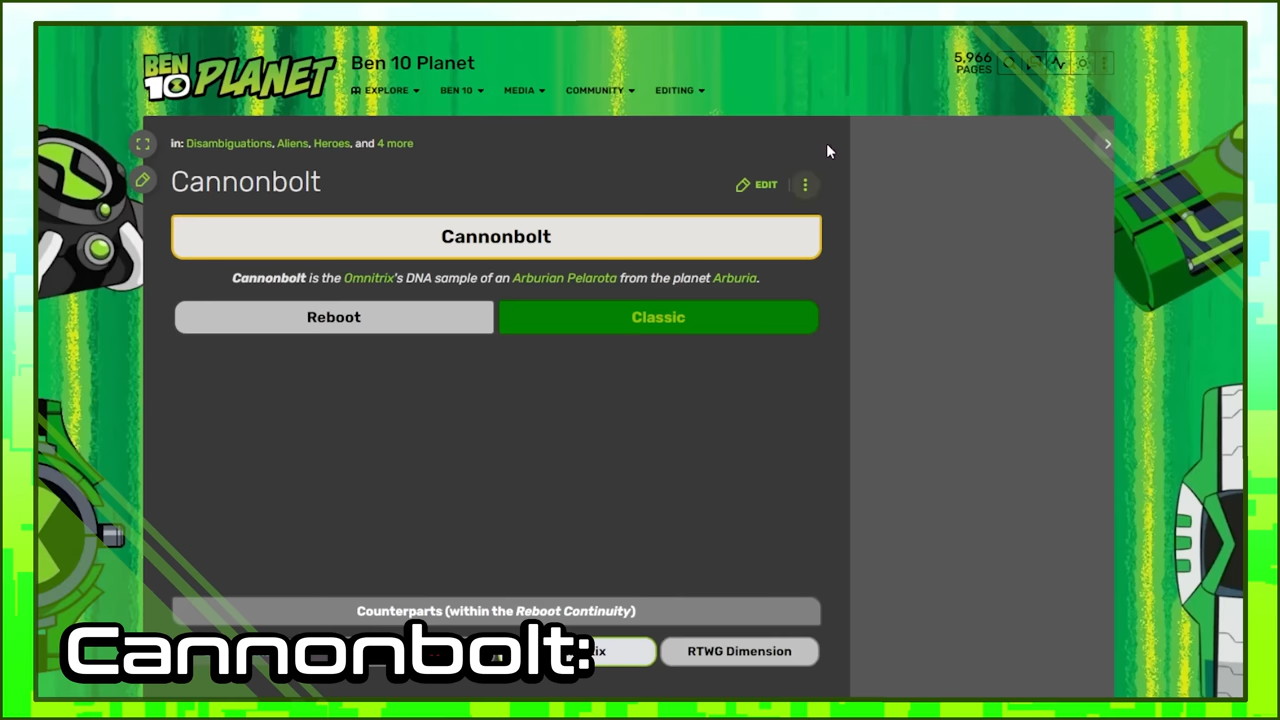 BEN 10 PLANET
Ben 10 Planet
5,966 PAGES
EXPLORE BEN 10 MEDIA COMMUNITY EDITING
in: Disambiguations, Aliens, Heroes, and 4 more
Cannonbolt
EDIT
Cannonbolt
Cannonbolt is the Omnitrix's DNA sample of an Arburian Pelarota from the planet Arburia.
Reboot Classic
Counterparts (within the Reboot Continuity)
RTWG Dimension
Cannonbolt: